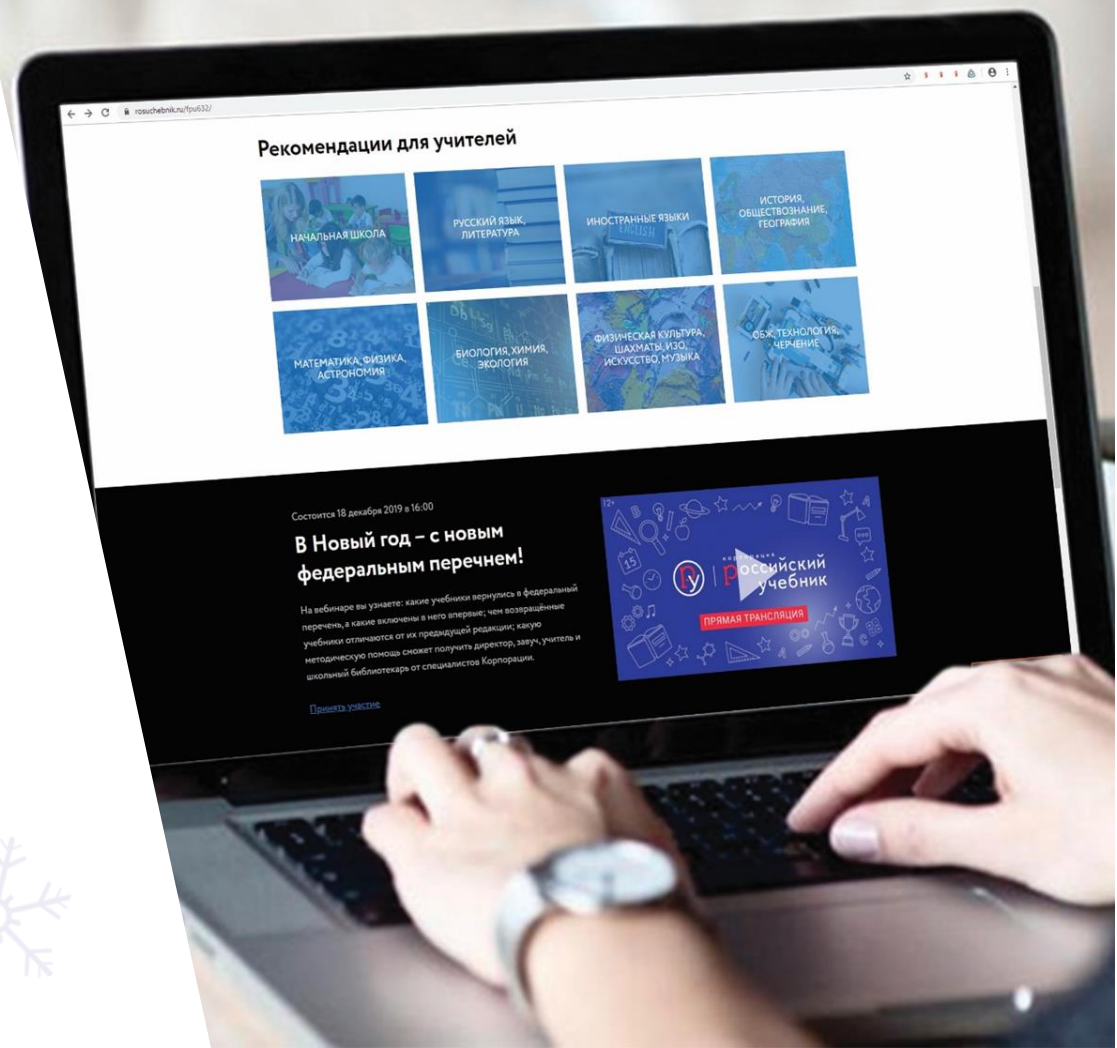 rosuchebnik.ru/fpu632/
Рекомендации для учителей
НАЧАЛЬНАЯ ШКОЛА
РУССКИЙ ЯЗЫК,
ЛИТЕРАТУРА
ИНОСТРАННЫЕ ЯЗЫКИ
ENGLISH
ИСТОРИЯ,
ОБЩЕСТВОЗНАНИЕ,
ГЕОГРАФИЯ
МАТЕМАТИКА, ФИЗИКА,
АСТРОНОМИЯ
БИОЛОГИЯ, ХИМИЯ,
ЭКОЛОГИЯ
ФИЗИЧЕСКАЯ КУЛЬТУРА,
ШАХМАТЫ, ИЗО,
ИСКУССТВО, МУЗЫКА
ОБЖ, ТЕХНОЛОГИЯ,
ЧЕРЧЕНИЕ
Состоится 18 декабря 2019 в 16:00
В Новый год – с новым
федеральным перечнем!
На вебинаре вы узнаете: какие учебники вернулись в федеральный
перечень, а какие включены в него впервые; чем возвращённые
учебники отличаются от их предыдущей редакции; какую
методическую помощь сможет получить директор, завуч, учитель и
школьный библиотекарь от специалистов Корпорации.
Принять участие
12+
15
корпорация
российский
учебник
ПРЯМАЯ ТРАНСЛЯЦИЯ